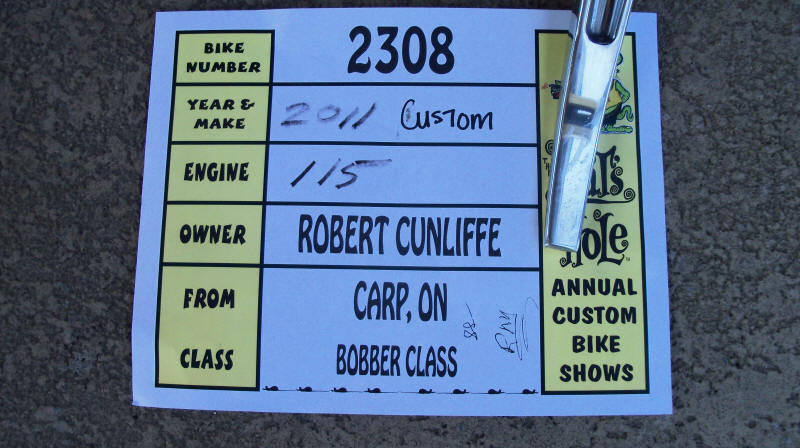 BIKE NUMBER 2308
YEAR & MAKE 2011 Custom
ENGINE 115
OWNER ROBERT CUNLIFFE
FROM CARP, ON
CLASS BOBBER CLASS
HOLE
ANNUAL
CUSTOM
BIKE
SHOWS